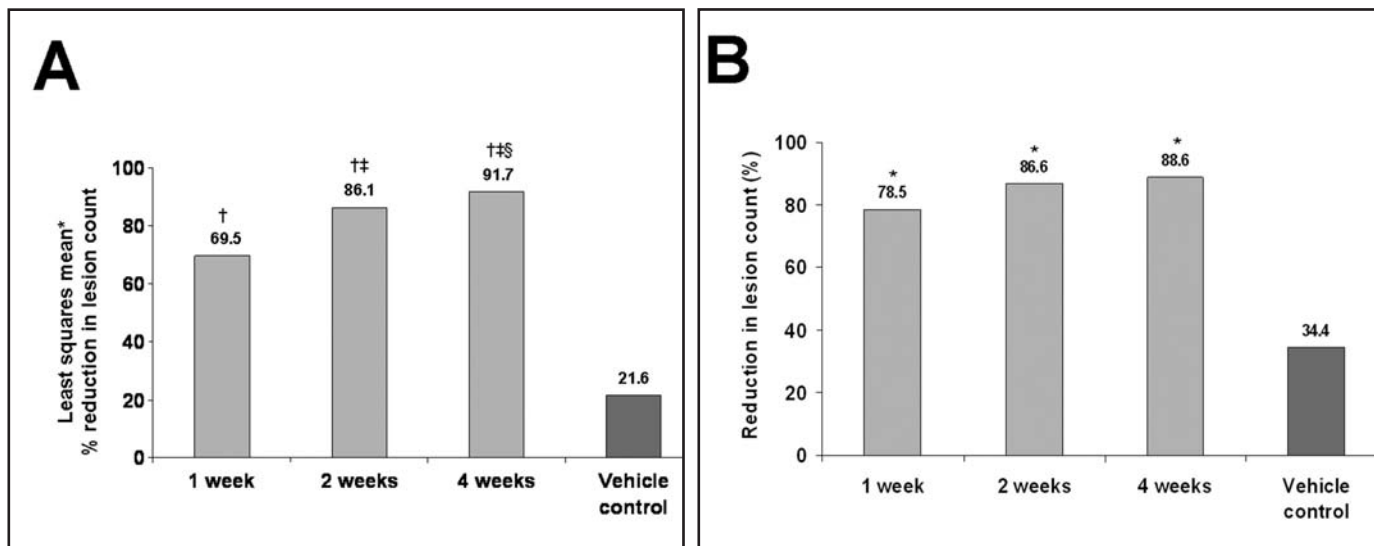 A
Least squares mean*
% reduction in lesion count
100
80
60
40
20
0
†
69.5
†‡
86.1
†‡§
91.7
21.6
1 week
2 weeks
4 weeks
Vehicle
control
B
Reduction in lesion count (%)
100
80
60
40
20
0
*
78.5
*
86.6
*
88.6
34.4
1 week
2 weeks
4 weeks
Vehicle
control